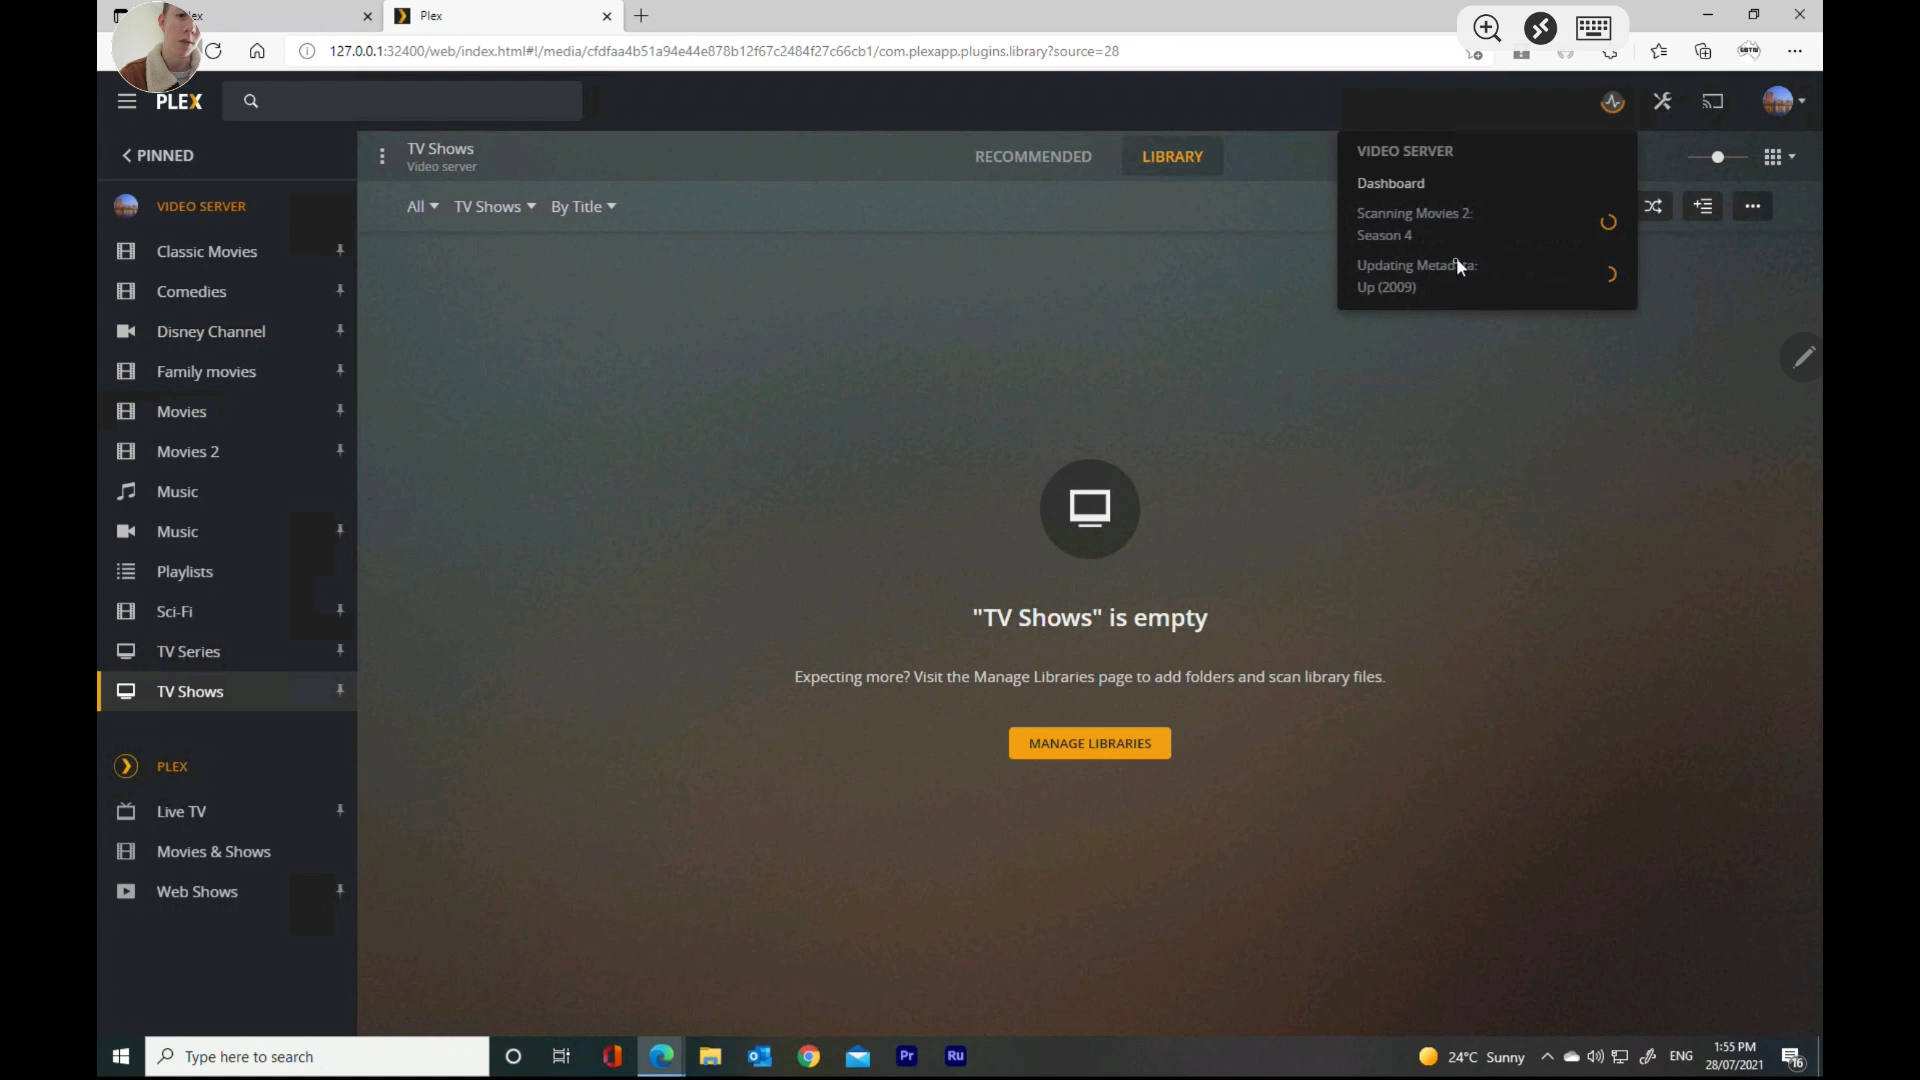 Plex
127.0.0.1:32400/web/index.html#!/media/cfdfaa4b51a94e44e878b12f67c2484f27c66cb1/com.plexapp.plugins.library?source=28
PLEX
PINNED
VIDEO SERVER
Classic Movies
Comedies
Disney Channel
Family movies
Movies
Movies 2
Music
Music
Playlists
Sci-Fi
TV Series
TV Shows
PLEX
Live TV
Movies & Shows
Web Shows
TV Shows
Video server
RECOMMENDED
LIBRARY
All
TV Shows
By Title
VIDEO SERVER
Dashboard
Scanning Movies 2:
Season 4
Updating Metadata:
Up (2009)
"TV Shows" is empty
Expecting more? Visit the Manage Libraries page to add folders and scan library files.
MANAGE LIBRARIES
Type here to search
Pr
Ru
24°C Sunny
ENG
1:55 PM
28/07/2021
16